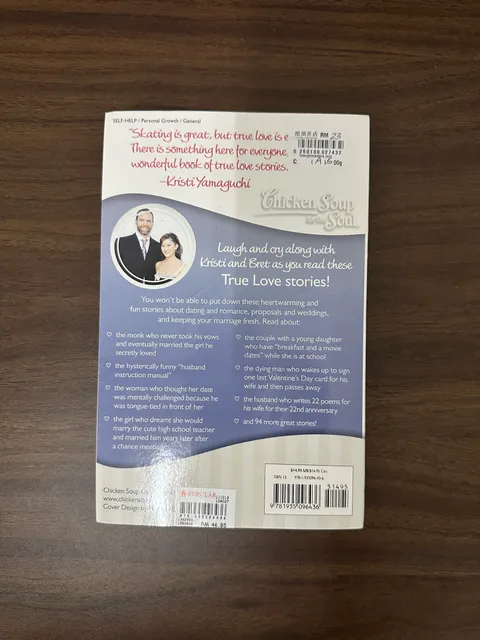 SELF-HELP / Personal Growth / General
"Skating is great, but true love is e
There is something here for everyone,
wonderful book of true love stories.
—Kristi Yamaguchi
RM 23
9 250100 027432
Chicken Soup
for the Soul
Laugh and cry along with
Kristi and Bret as you read these
True Love stories!
You won't be able to put down these heartwarming and
fun stories about dating and romance, proposals and weddings,
and keeping your marriage fresh. Read about:
♡ the monk who never took his vows
and eventually married the girl he
secretly loved
♡ the hysterically funny "husband
instruction manual"
♡ the woman who thought her date
was mentally challenged because he
was tongue-tied in front of her
♡ the girl who dreamt she would
marry the cute high school teacher
and married him years later after
a chance mention
♡ the couple with a young daughter
who have "breakfast and a movie
dates" while she is at school
♡ the dying man who wakes up to sign
one last Valentine's Day card for his
wife and then passes away
♡ the husband who writes 22 poems for
his wife for their 22nd anniversary
♡ and 94 more great stories!
Chicken Soup
www.chickenso
Cover Design by
POPULAR
RM 46.80
$14.95 US/$16.95 Can.
51495
9 781935 096436